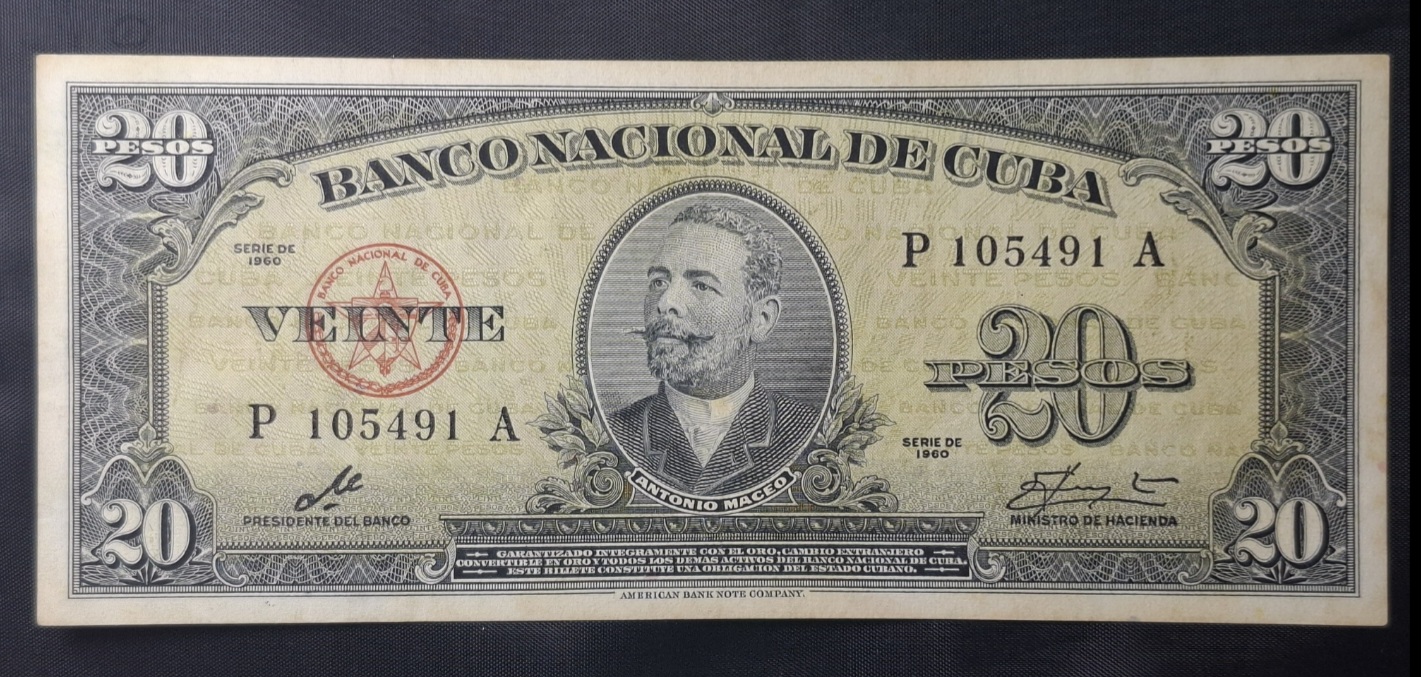 20
PESOS
20
PESOS
BANCO NACIONAL DE CUBA
SERIE DE
1960
BANCO NACIONAL DE CUBA
VEINTE
P 105491 A
P 105491 A
20
PESOS
SERIE DE
1960
PRESIDENTE DEL BANCO
ANTONIO MACEO
MINISTRO DE HACIENDA
20
20
GARANTIZADO INTEGRAMENTE CON EL ORO, CAMBIO EXTRANJERO
CONVERTIBLE EN ORO Y TODOS LOS DEMAS ACTIVOS DEL BANCO NACIONAL DE CUBA.
ESTE BILLETE CONSTITUYE UNA OBLIGACION DEL ESTADO CUBANO.
AMERICAN BANK NOTE COMPANY.